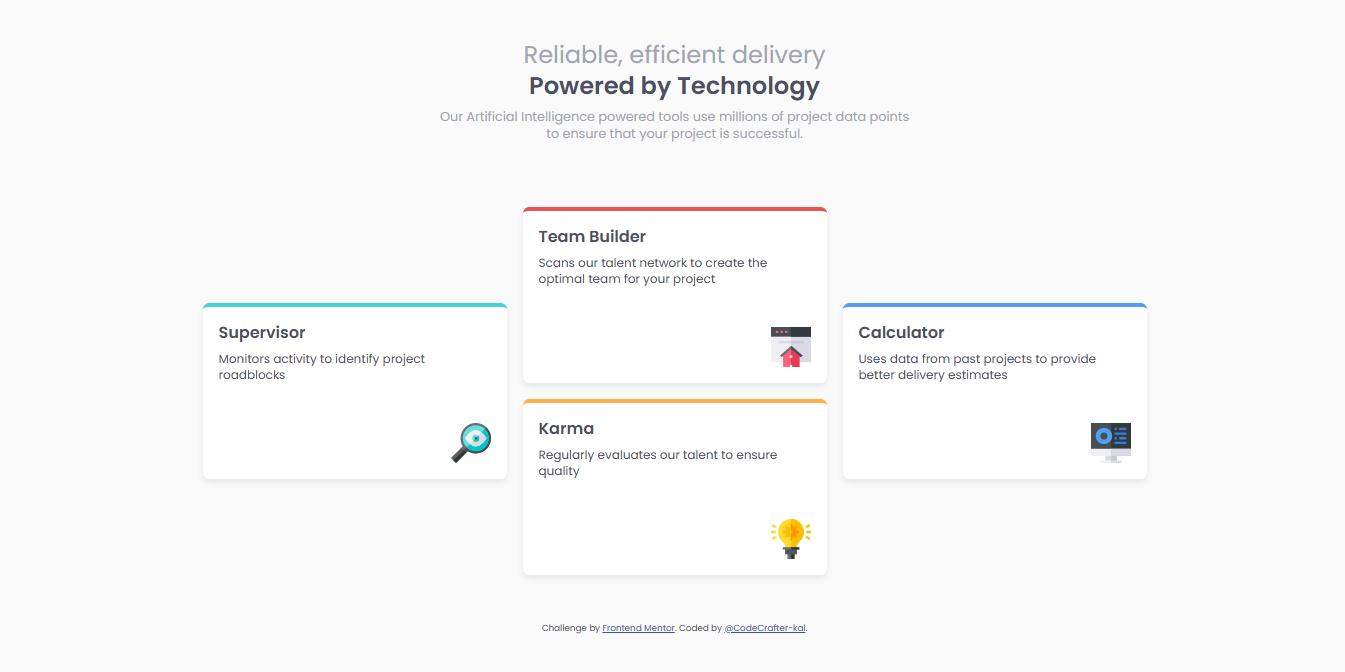 Reliable, efficient delivery
Powered by Technology
Our Artificial Intelligence powered tools use millions of project data points
to ensure that your project is successful.
Supervisor
Monitors activity to identify project
roadblocks
Team Builder
Scans our talent network to create the
optimal team for your project
Karma
Regularly evaluates our talent to ensure
quality
Calculator
Uses data from past projects to provide
better delivery estimates
Challenge by Frontend Mentor. Coded by @CodeCrafter-kal.